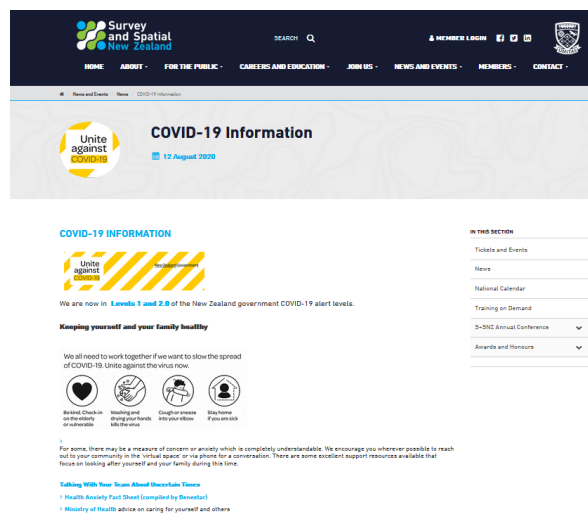 Survey
and Spatial
New Zealand
SEARCH
MEMBER LOGIN
HOME
ABOUT
FOR THE PUBLIC
CAREERS AND EDUCATION
JOIN US
NEWS AND EVENTS
MEMBERS
CONTACT
News and Events / News / COVID-19 Information
Unite
against
COVID-19
COVID-19 Information
12 August 2020
COVID-19 INFORMATION
Unite
against
COVID-19
New Zealand Government
We are now in Levels 1 and 2.0 of the New Zealand government COVID-19 alert levels.
Keeping yourself and your family healthy
We all need to work together if we want to slow the spread
of COVID-19. Unite against the virus now.
Be kind. Check-in
on the elderly
or vulnerable
Washing and
drying your hands
kills the virus
Cough or sneeze
into your elbow
Stay home
if you are sick
>
For some, there may be a measure of concern or anxiety which is completely understandable. We encourage you wherever possible to reach
out to your community in the 'virtual space' or via phone for a conversation. There are some excellent support resources available that
focus on looking after yourself and your family during this time.
Talking With Your Team About Uncertain Times
> Health Anxiety Fact Sheet (compiled by Benestar)
> Ministry of Health advice on caring for yourself and others
IN THIS SECTION
Tickets and Events
News
National Calendar
Training on Demand
S+SNZ Annual Conference
Awards and Honours